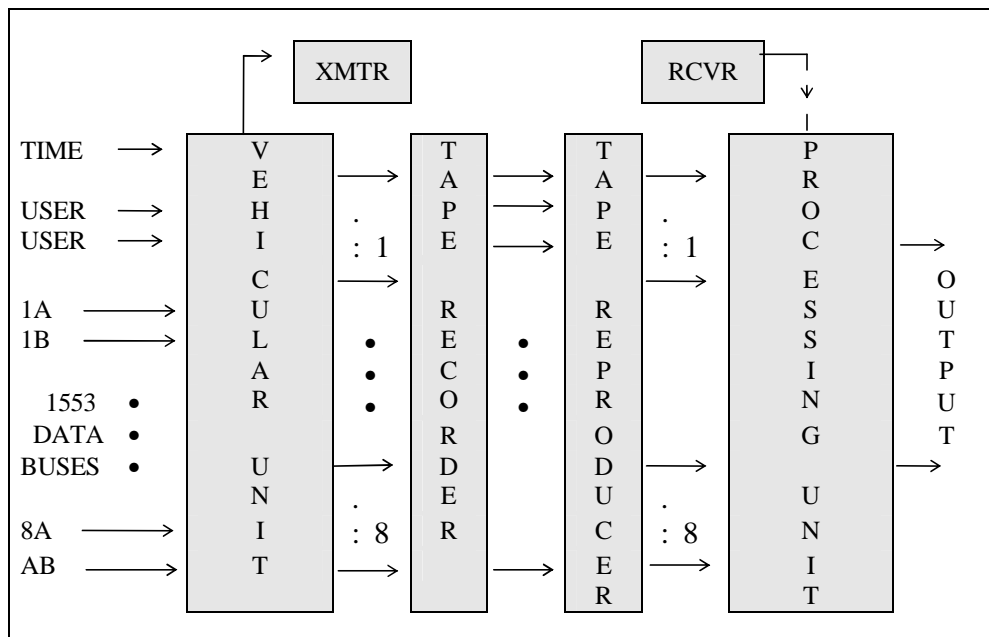 XMTR
RCVR
TIME
USER
USER
1A
1B
1553
DATA
BUSES
8A
AB
VEHICULAR UNIT
. : 1
. : 8
TAPE RECORDER
TAPE REPRODUCER
. : 1
. : 8
PROCESSING UNIT
OUTPUT